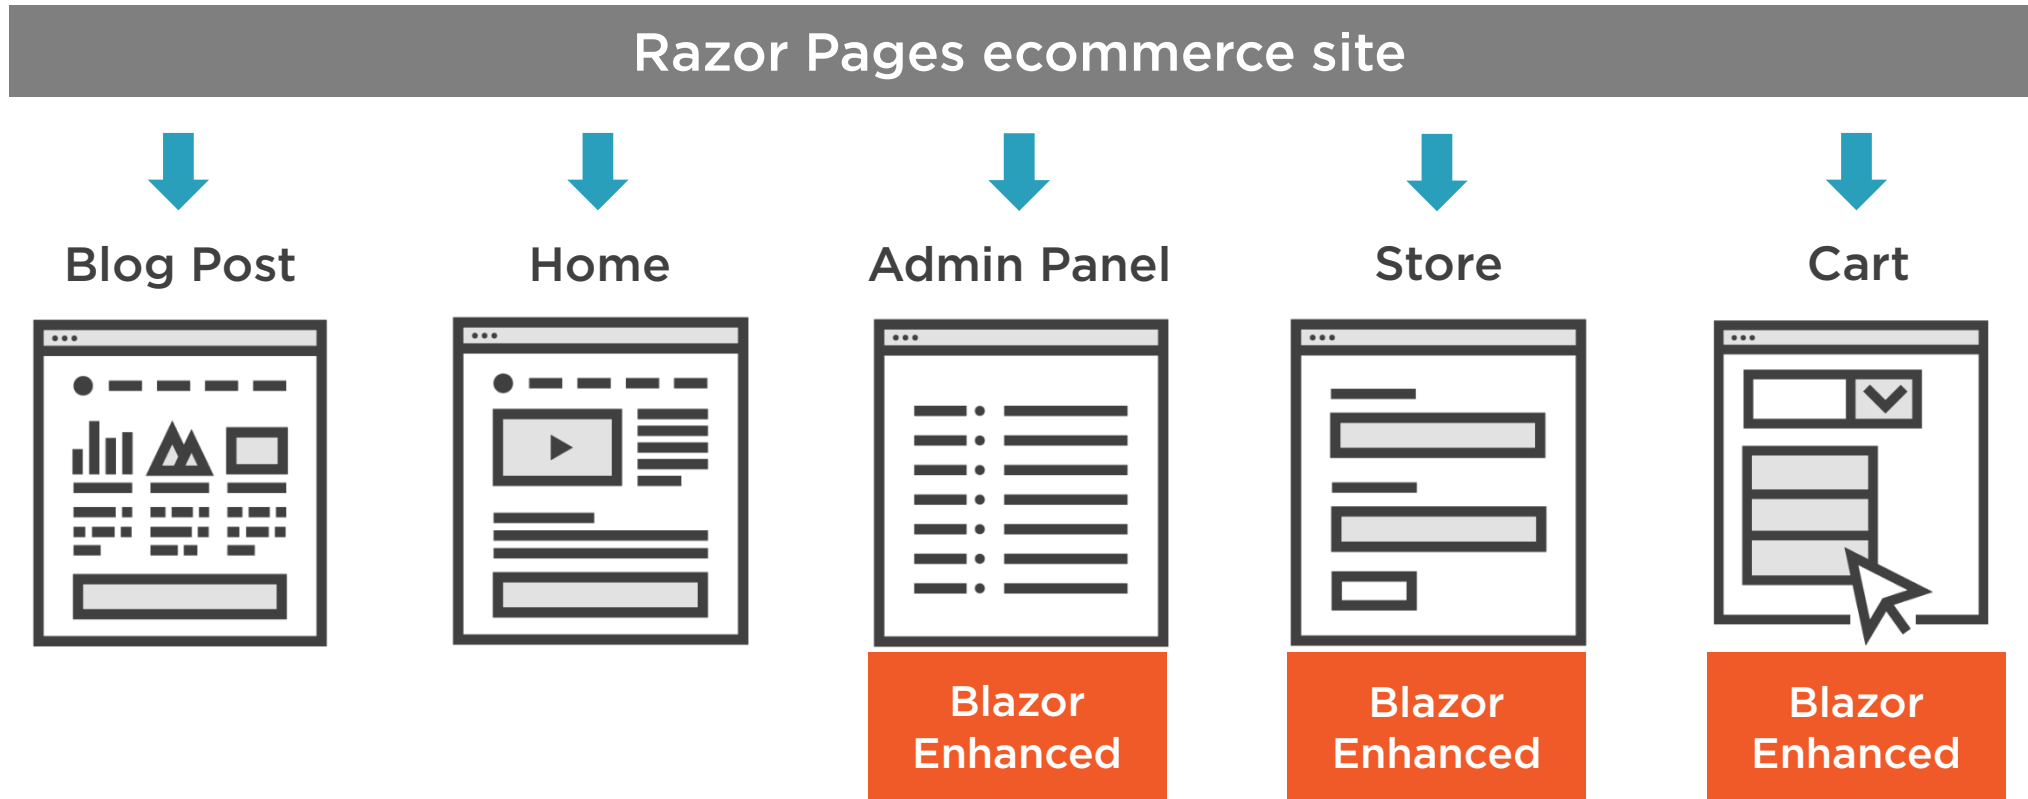 Razor Pages ecommerce site
Blog Post
Home
Admin Panel
Store
Cart
Blazor
Enhanced
Blazor
Enhanced
Blazor
Enhanced